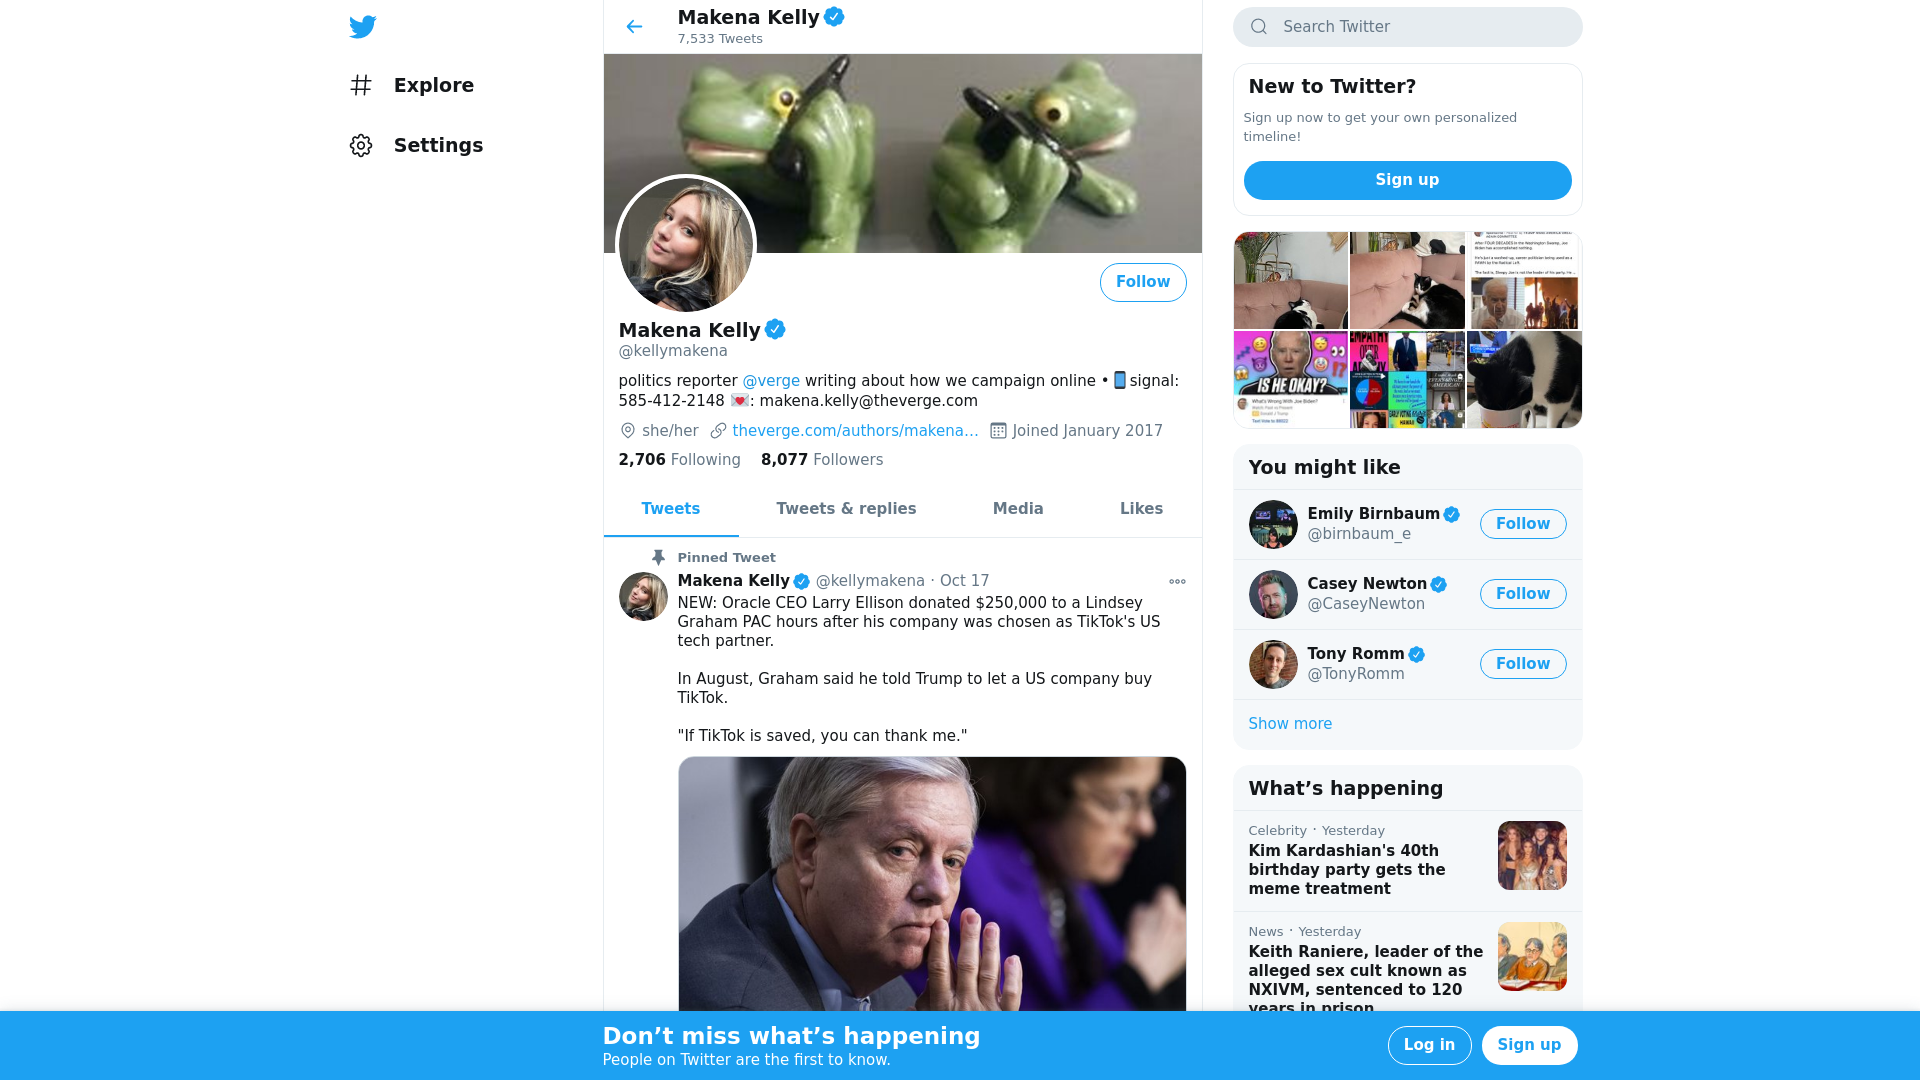 Explore
Settings
Makena Kelly
7,533 Tweets
Follow
Makena Kelly
@kellymakena
politics reporter @verge writing about how we campaign online • signal:
585-412-2148 : makena.kelly@theverge.com
she/her theverge.com/authors/makena… Joined January 2017
2,706 Following 8,077 Followers
Tweets Tweets & replies Media Likes
Pinned Tweet
Makena Kelly @kellymakena · Oct 17
NEW: Oracle CEO Larry Ellison donated $250,000 to a Lindsey
Graham PAC hours after his company was chosen as TikTok's US
tech partner.
In August, Graham said he told Trump to let a US company buy
TikTok.
"If TikTok is saved, you can thank me."
Search Twitter
New to Twitter?
Sign up now to get your own personalized
timeline!
Sign up
IS HE OKAY?
What's Wrong With Joe Biden?
You might like
Emily Birnbaum
@birnbaum_e
Follow
Casey Newton
@CaseyNewton
Follow
Tony Romm
@TonyRomm
Follow
Show more
What’s happening
Celebrity · Yesterday
Kim Kardashian's 40th
birthday party gets the
meme treatment
News · Yesterday
Keith Raniere, leader of the
alleged sex cult known as
NXIVM, sentenced to 120
years in prison
Don’t miss what’s happening
People on Twitter are the first to know.
Log in
Sign up